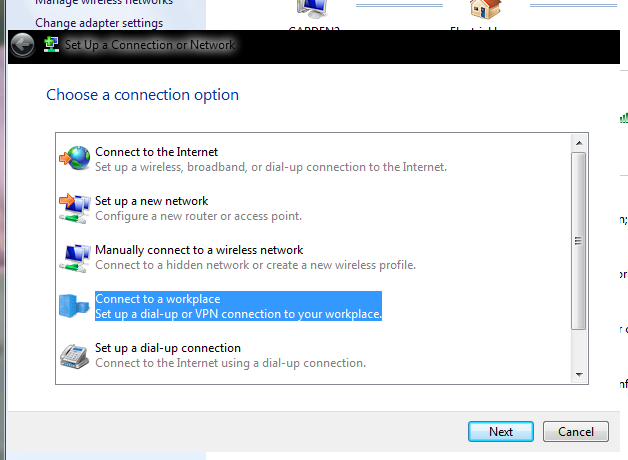 Manage wireless networks
Change adapter settings
Set Up a Connection or Network
Choose a connection option
Connect to the Internet
Set up a wireless, broadband, or dial-up connection to the Internet.
Set up a new network
Configure a new router or access point.
Manually connect to a wireless network
Connect to a hidden network or create a new wireless profile.
Connect to a workplace
Set up a dial-up or VPN connection to your workplace.
Set up a dial-up connection
Connect to the Internet using a dial-up connection.
Next
Cancel